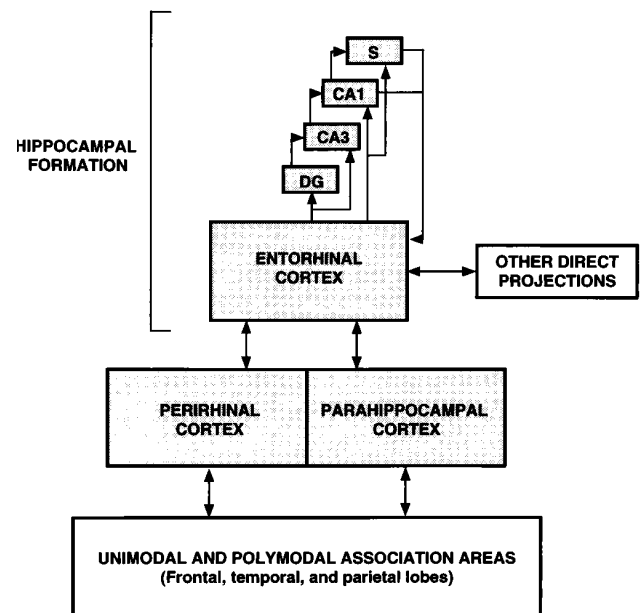 S
CA1
CA3
DG
HIPPOCAMPAL
FORMATION
ENTORHINAL
CORTEX
OTHER DIRECT
PROJECTIONS
PERIRHINAL
CORTEX
PARAHIPPOCAMPAL
CORTEX
UNIMODAL AND POLYMODAL ASSOCIATION AREAS
(Frontal, temporal, and parietal lobes)